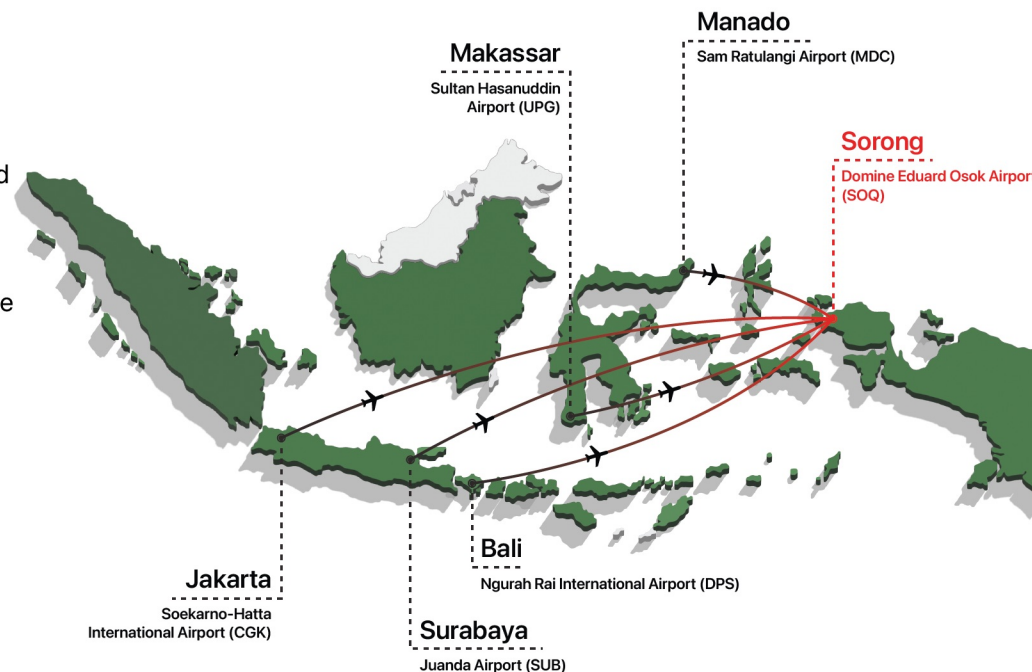 Manado
Sam Ratulangi Airport (MDC)
Makassar
Sultan Hasanuddin
Airport (UPG)
Sorong
Domine Eduard Osok Airpor
(SOQ)
d
e
Bali
Ngurah Rai International Airport (DPS)
Jakarta
Soekarno-Hatta
International Airport (CGK)
Surabaya
Juanda Airport (SUB)